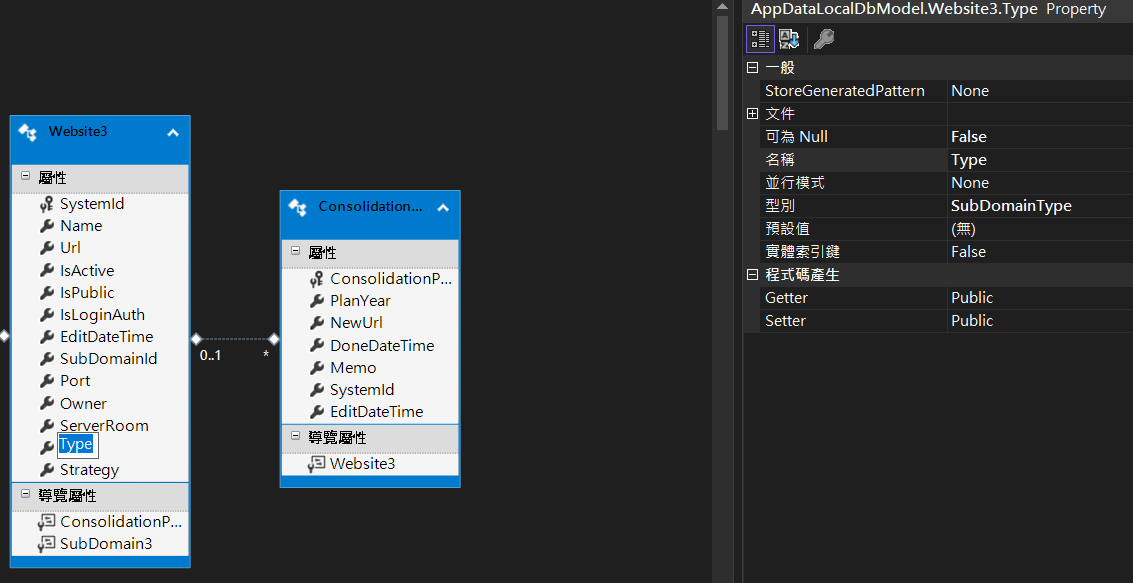 Website3
屬性
SystemId
Name
Url
IsActive
IsPublic
IsLoginAuth
EditDateTime
SubDomainId
Port
Owner
ServerRoom
Type
Strategy
導覽屬性
ConsolidationP...
SubDomain3
0..1
*
Consolidation...
屬性
ConsolidationP...
PlanYear
NewUrl
DoneDateTime
Memo
SystemId
EditDateTime
導覽屬性
Website3
AppDataLocalDbModel.Website3.Type Property
一般
StoreGeneratedPattern None
文件
可為 Null False
名稱 Type
並行模式 None
型別 SubDomainType
預設值 (無)
實體索引鍵 False
程式碼產生
Getter Public
Setter Public